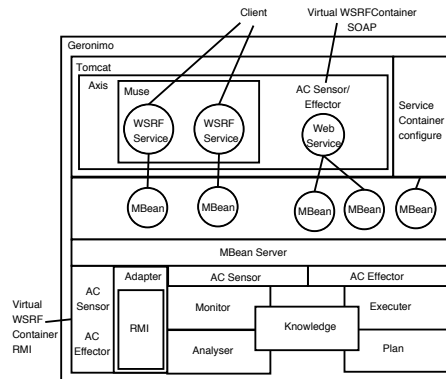 Client
Virtual WSRFContainer
SOAP
Geronimo
Tomcat
Axis
Muse
AC Sensor/
Effector
WSRF
Service
WSRF
Service
Web
Service
Service
Container
configure
MBean
MBean
MBean
MBean
MBean
MBean Server
AC
Sensor
AC
Effector
Adapter
RMI
AC Sensor
AC Effector
Monitor
Executer
Knowledge
Analyser
Plan
Virtual
WSRF
Container
RMI